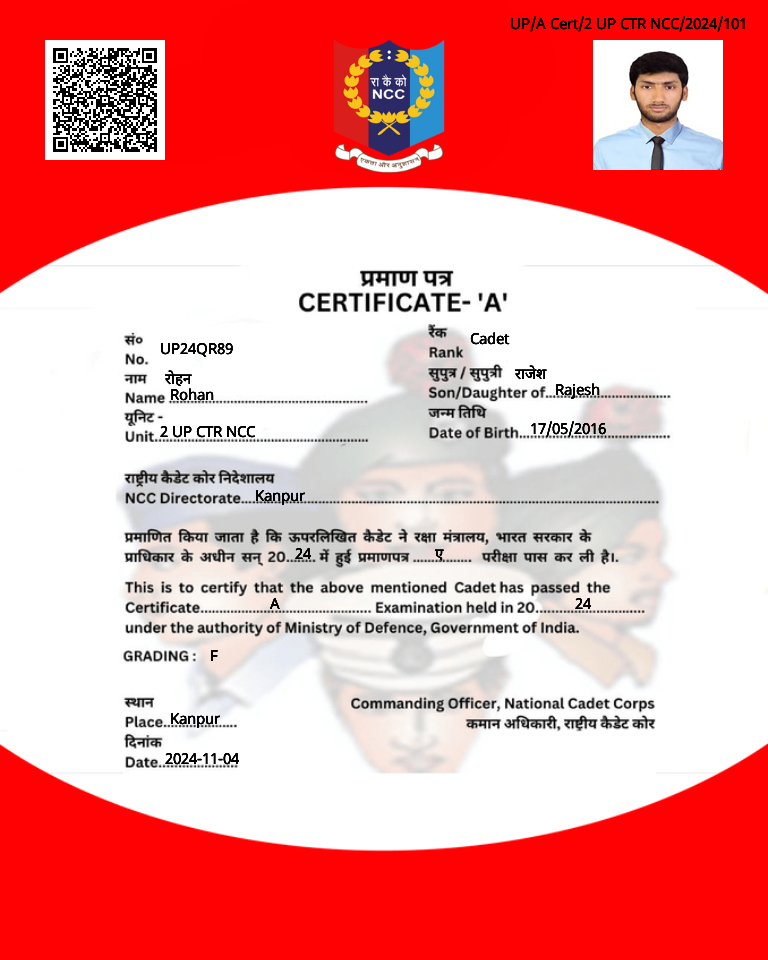 UP/A Cert/2 UP CTR NCC/2024/101
रा कै को
NCC
एकता और अनुशासन
प्रमाण पत्र
CERTIFICATE- 'A'
सं०
No. UP24QR89
रैंक
Rank Cadet
नाम रोहन
Name Rohan
सुपुत्र / सुपुत्री राजेश
Son/Daughter of Rajesh
यूनिट -
Unit 2 UP CTR NCC
जन्म तिथि
Date of Birth 17/05/2016
राष्ट्रीय कैडेट कोर निदेशालय
NCC Directorate Kanpur
प्रमाणित किया जाता है कि ऊपरलिखित कैडेट ने रक्षा मंत्रालय, भारत सरकार के
प्राधिकार के अधीन सन् 20 24 में हुई प्रमाणपत्र ए परीक्षा पास कर ली है।.
This is to certify that the above mentioned Cadet has passed the
Certificate A Examination held in 20 24
under the authority of Ministry of Defence, Government of India.
GRADING : F
स्थान
Place Kanpur
दिनांक
Date 2024-11-04
Commanding Officer, National Cadet Corps
कमान अधिकारी, राष्ट्रीय कैडेट कोर